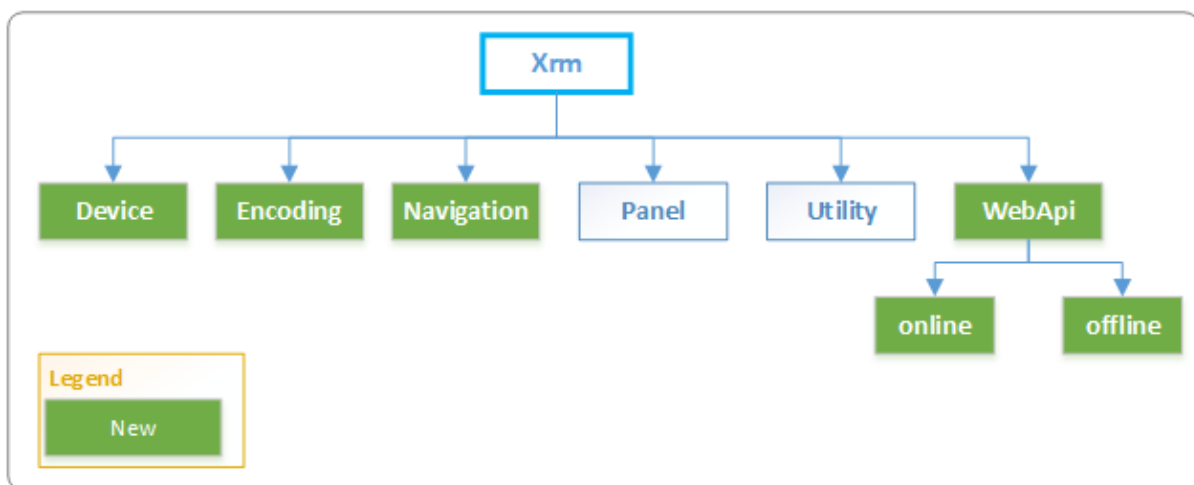 Xrm
Device Encoding Navigation Panel Utility WebApi
online offline
Legend
New